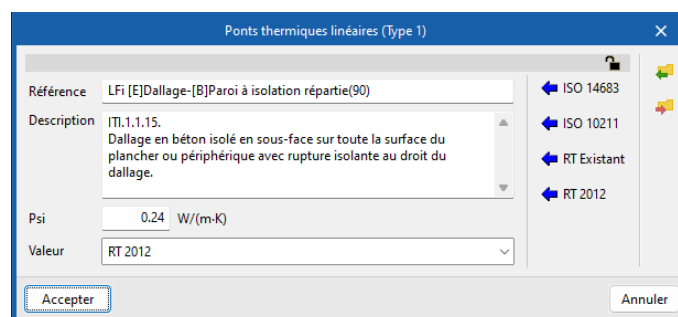 Ponts thermiques linéaires (Type 1)
Référence
LFi [E]Dallage-[B]Paroi à isolation répartie(90)
Description
ITI.1.1.15.
Dallage en béton isolé en sous-face sur toute la surface du
plancher ou périphérique avec rupture isolante au droit du
dallage.
Psi
0.24 W/(m·K)
Valeur
RT 2012
ISO 14683
ISO 10211
RT Existant
RT 2012
Accepter
Annuler